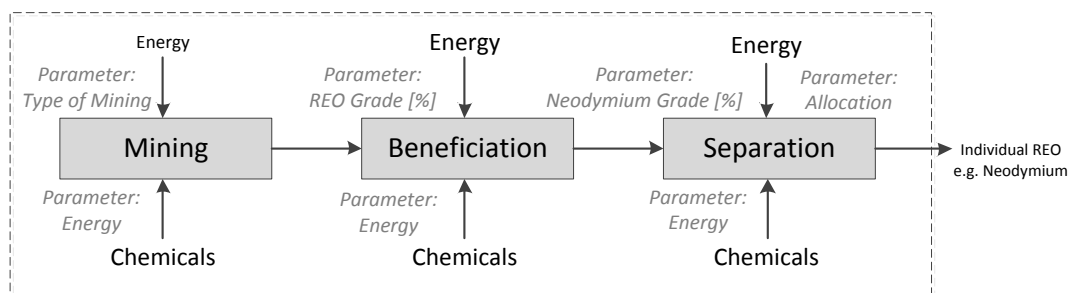 Energy
Energy
Energy
Parameter:
Type of Mining
Parameter:
REO Grade [%]
Parameter:
Neodymium Grade [%]
Parameter:
Allocation
Mining
Beneficiation
Separation
Individual REO
e.g. Neodymium
Parameter:
Energy
Parameter:
Energy
Parameter:
Energy
Chemicals
Chemicals
Chemicals